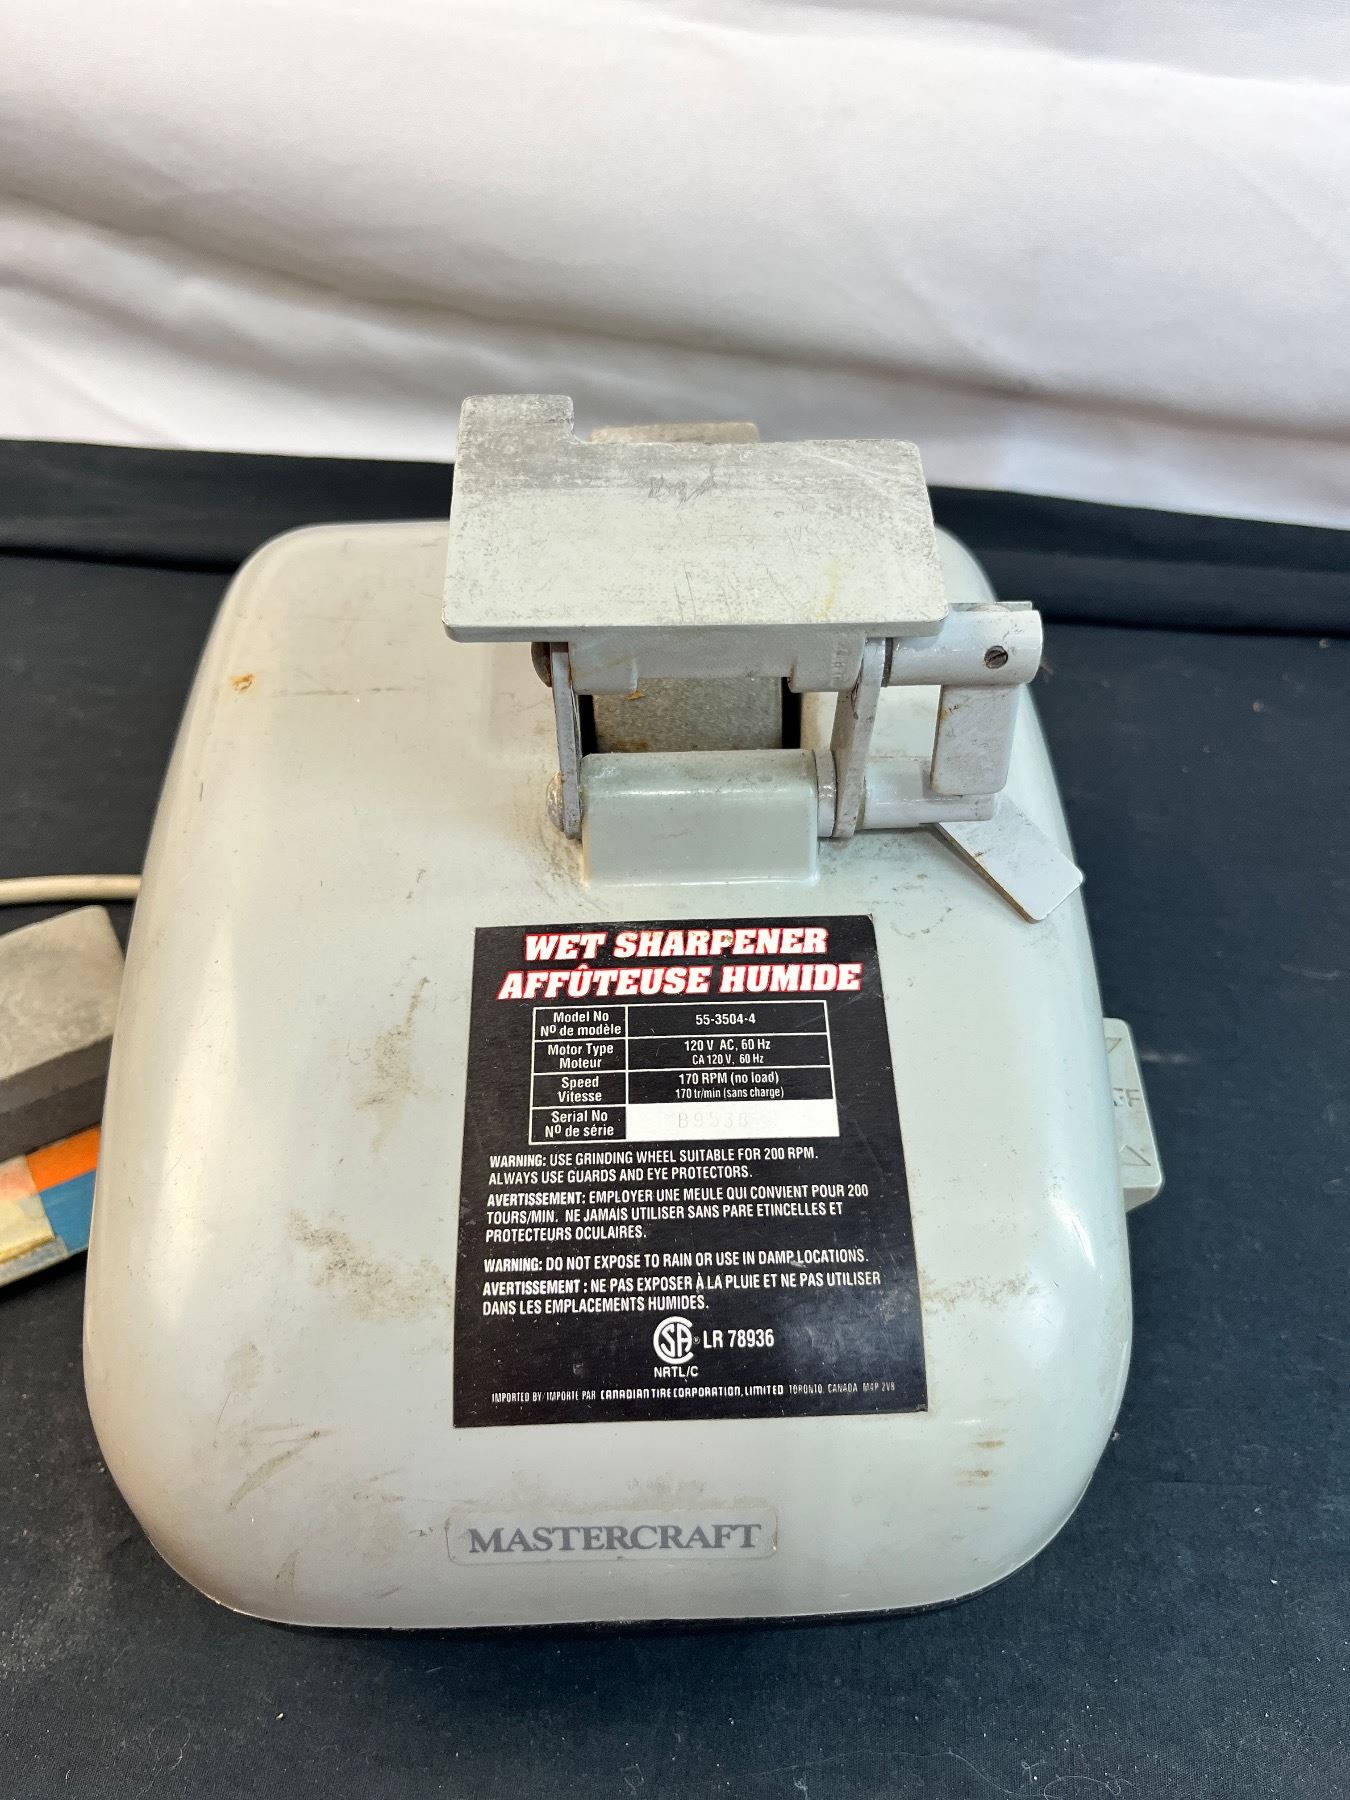 WET SHARPENER
AFFÛTEUSE HUMIDE
Model No
Nº de modèle
55-3504-4
Motor Type
Moteur
120 V AC, 60 Hz
CA 120 V, 60 Hz
Speed
Vitesse
170 RPM (no load)
170 tr/min (sans charge)
Serial No
Nº de série
WARNING: USE GRINDING WHEEL SUITABLE FOR 200 RPM.
ALWAYS USE GUARDS AND EYE PROTECTORS.
AVERTISSEMENT: EMPLOYER UNE MEULE QUI CONVIENT POUR 200
TOURS/MIN. NE JAMAIS UTILISER SANS PARE ETINCELLES ET
PROTECTEURS OCULAIRES.
WARNING: DO NOT EXPOSE TO RAIN OR USE IN DAMP LOCATIONS.
AVERTISSEMENT : NE PAS EXPOSER À LA PLUIE ET NE PAS UTILISER
DANS LES EMPLACEMENTS HUMIDES.
SA ® LR 78936
NRTL/C
IMPORTED BY/IMPORTÉ PAR CANADIAN TIRE CORPORATION, LIMITED TORONTO, CANADA M4P 2V8
MASTERCRAFT